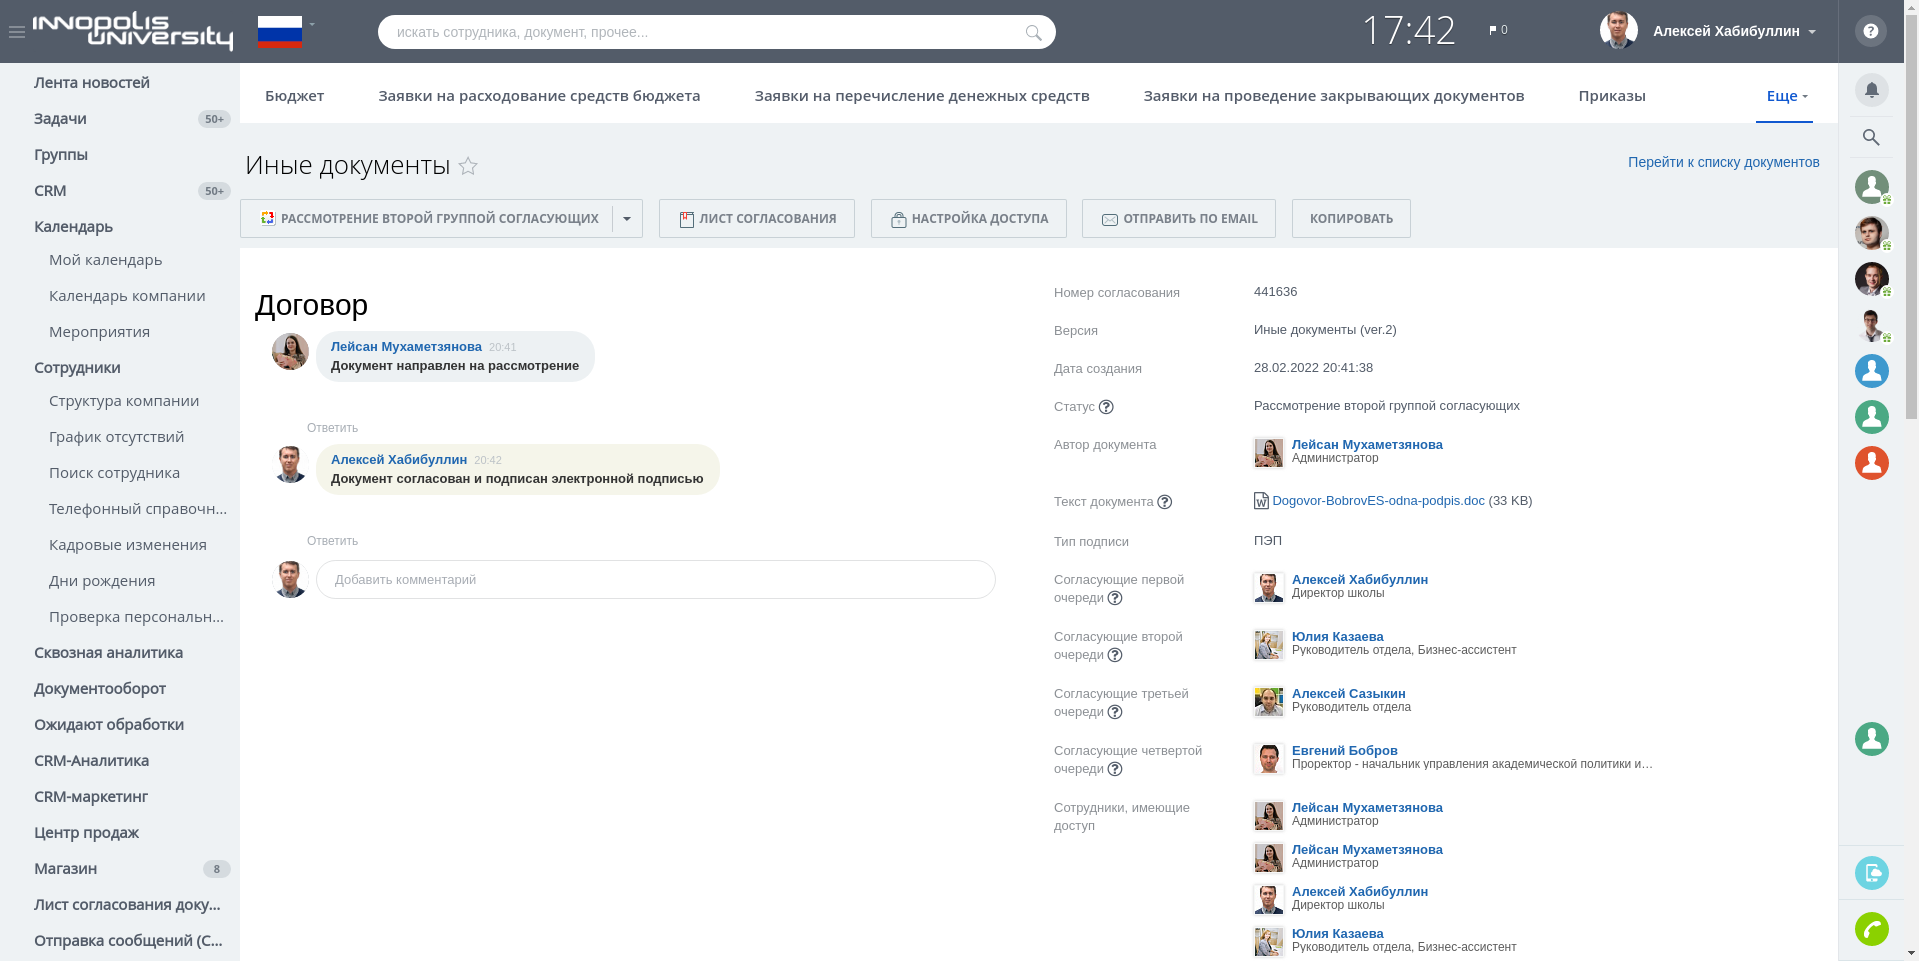 INNOPOLIS
UNIVERSITY
искать сотрудника, документ, прочее...
17:42
0
Алексей Хабибуллин
?
Лента новостей
Задачи 50+
Группы
CRM 50+
Календарь
Мой календарь
Календарь компании
Мероприятия
Сотрудники
Структура компании
График отсутствий
Поиск сотрудника
Телефонный справочн...
Кадровые изменения
Дни рождения
Проверка персональн...
Сквозная аналитика
Документооборот
Ожидают обработки
CRM-Аналитика
CRM-маркетинг
Центр продаж
Магазин 8
Лист согласования доку...
Отправка сообщений (С...
Бюджет Заявки на расходование средств бюджета Заявки на перечисление денежных средств Заявки на проведение закрывающих документов Приказы Еще
Иные документы
Перейти к списку документов
РАССМОТРЕНИЕ ВТОРОЙ ГРУППОЙ СОГЛАСУЮЩИХ ЛИСТ СОГЛАСОВАНИЯ НАСТРОЙКА ДОСТУПА ОТПРАВИТЬ ПО EMAIL КОПИРОВАТЬ
Договор
Лейсан Мухаметзянова 20:41
Документ направлен на рассмотрение
Ответить
Алексей Хабибуллин 20:42
Документ согласован и подписан электронной подписью
Ответить
Добавить комментарий
Номер согласования 441636
Версия Иные документы (ver.2)
Дата создания 28.02.2022 20:41:38
Статус ? Рассмотрение второй группой согласующих
Автор документа Лейсан Мухаметзянова
Администратор
Текст документа ? Dogovor-BobrovES-odna-podpis.doc (33 KB)
Тип подписи ПЭП
Согласующие первой
очереди ?
Алексей Хабибуллин
Директор школы
Согласующие второй
очереди ?
Юлия Казаева
Руководитель отдела, Бизнес-ассистент
Согласующие третьей
очереди ?
Алексей Сазыкин
Руководитель отдела
Согласующие четвертой
очереди ?
Евгений Бобров
Проректор - начальник управления академической политики и...
Сотрудники, имеющие
доступ
Лейсан Мухаметзянова
Администратор
Лейсан Мухаметзянова
Администратор
Алексей Хабибуллин
Директор школы
Юлия Казаева
Руководитель отдела, Бизнес-ассистент